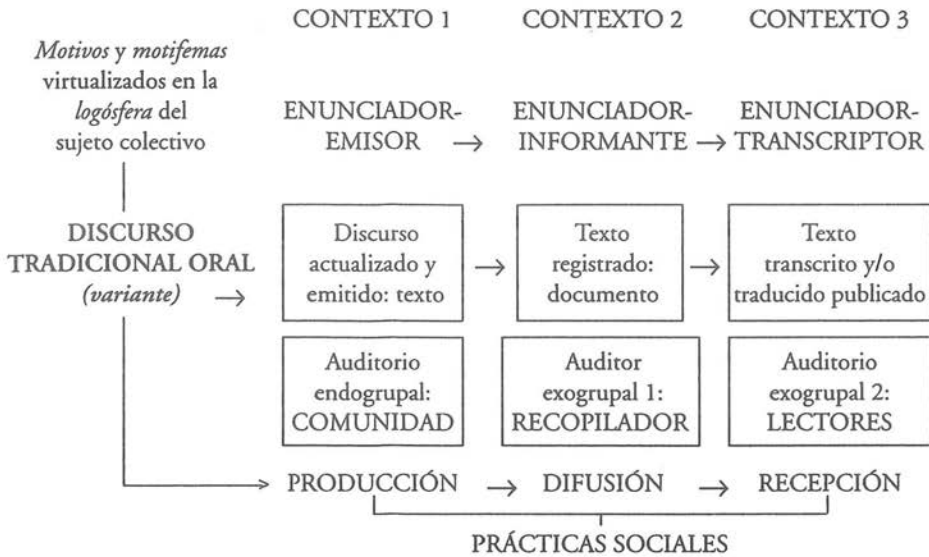 CONTEXTO 1 CONTEXTO 2 CONTEXTO 3
Motivos y motifemas
virtualizados en la
logósfera del
sujeto colectivo
ENUNCIADOR-
EMISOR →
ENUNCIADOR-
INFORMANTE →
ENUNCIADOR-
TRANSCRIPTOR
DISCURSO
TRADICIONAL ORAL
(variante) →
Discurso
actualizado y
emitido: texto
→
Texto
registrado:
documento
→
Texto
transcrito y/o
traducido publicado
Auditorio
endogrupal:
COMUNIDAD
Auditor
exogrupal 1:
RECOPILADOR
Auditorio
exogrupal 2:
LECTORES
PRODUCCIÓN → DIFUSIÓN → RECEPCIÓN
PRÁCTICAS SOCIALES